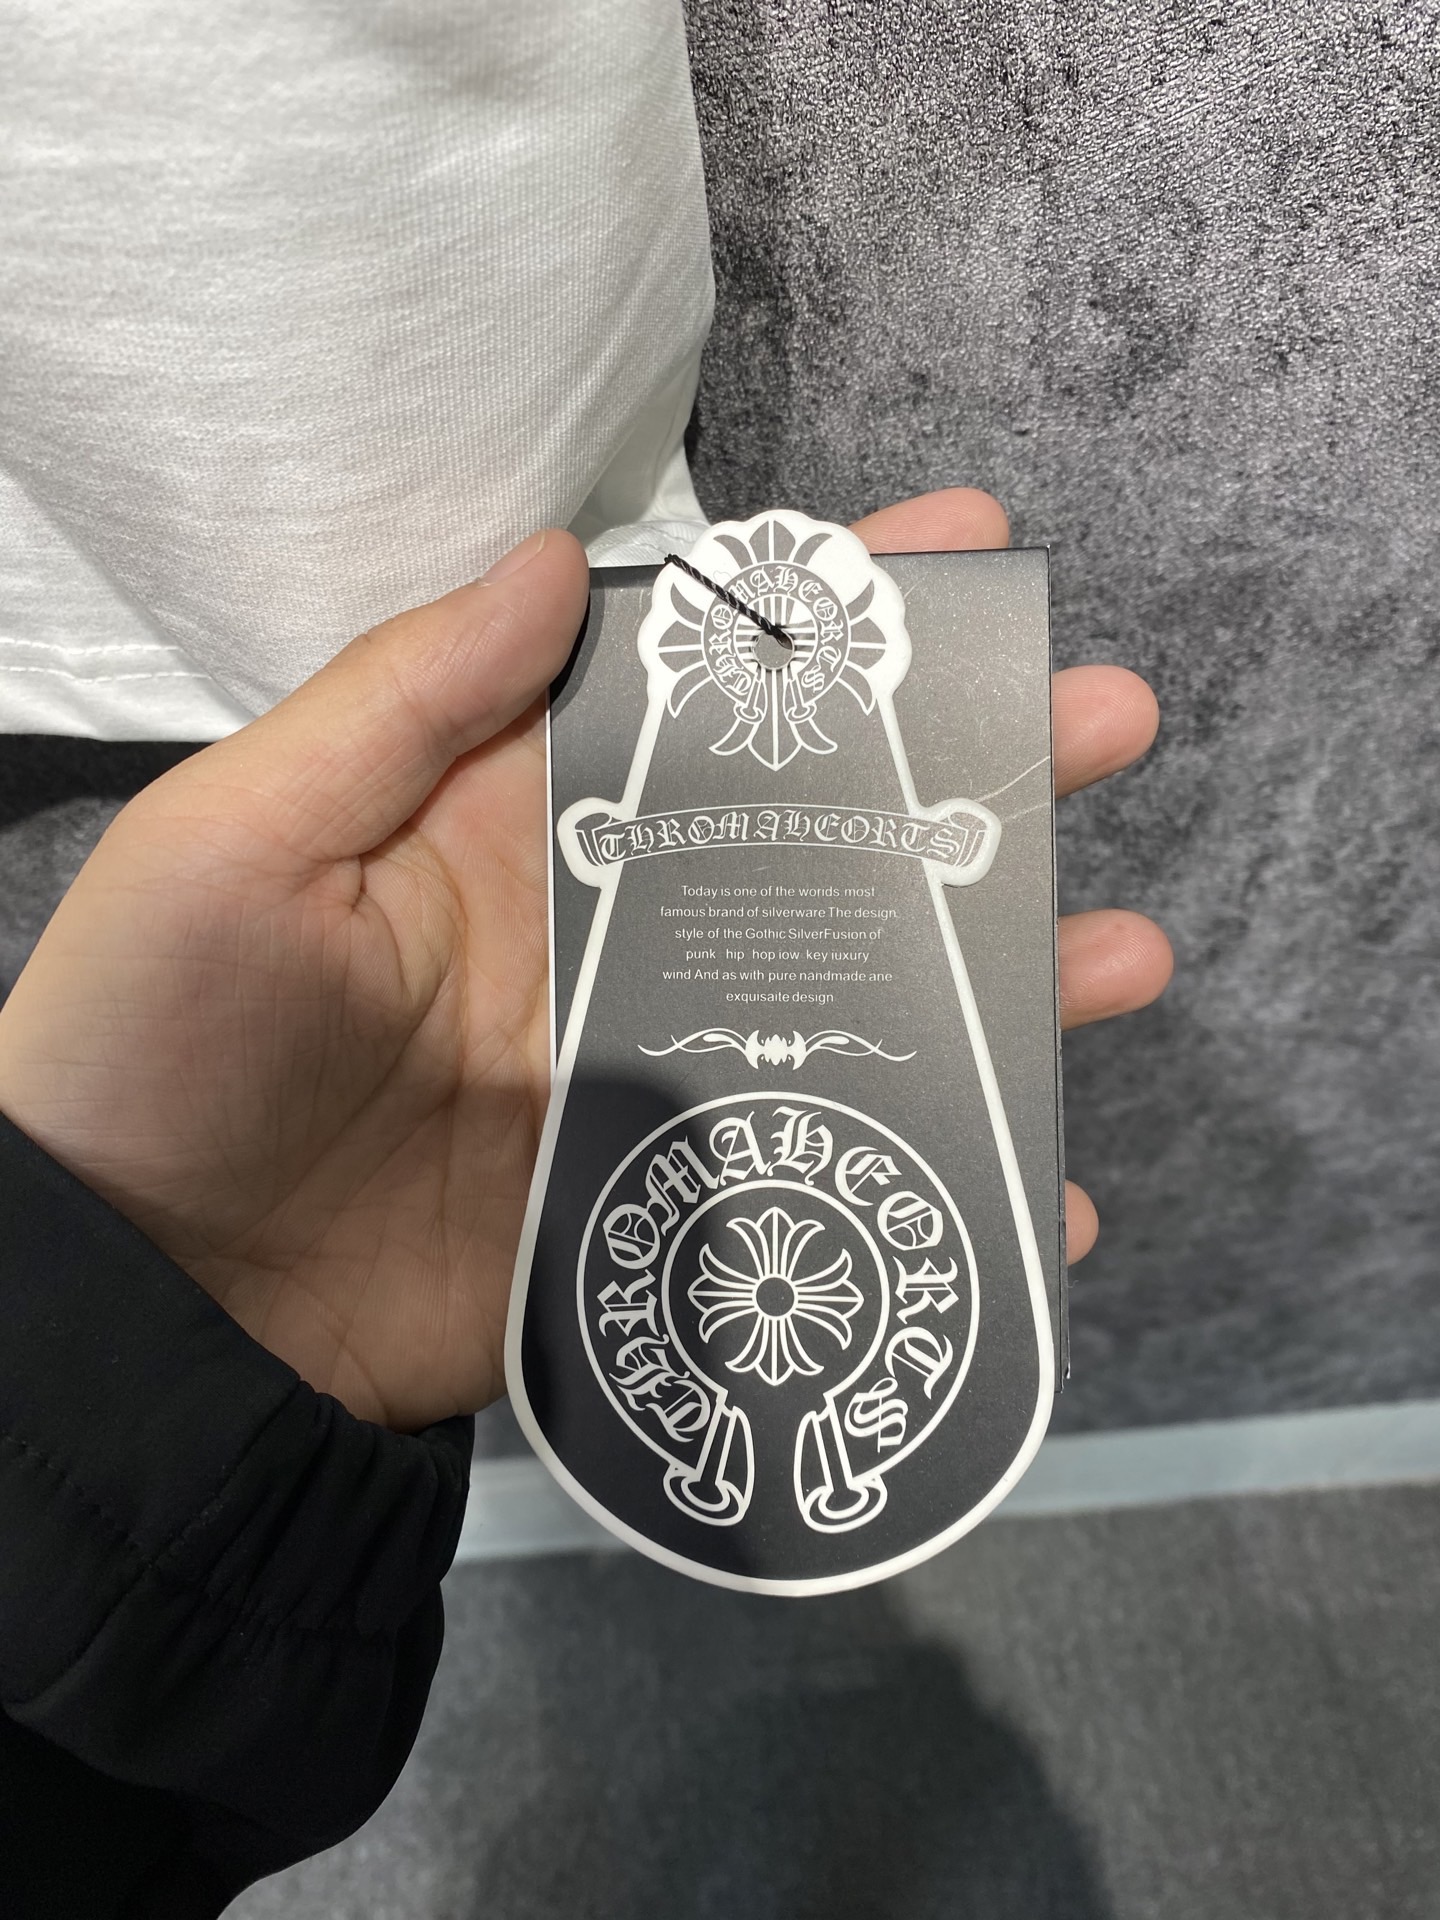 THROMAHEORTS
THROMAHEORTS
Today is one of the worids most
famous brand of silverware The design
style of the Gothic SilverFusion of
punk hip hop iow key iuxury
wind And as with pure nandmade ane
exquisaite design
THROMAHEORTS